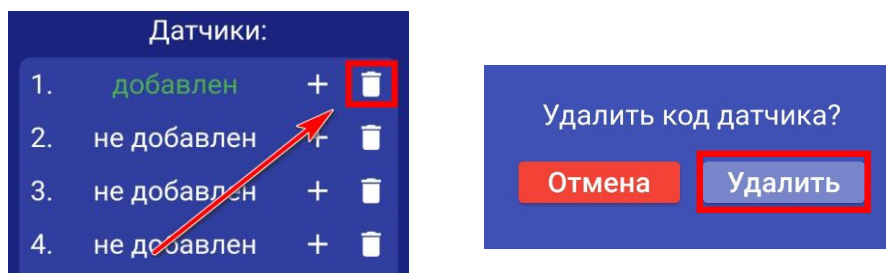 Датчики:
1. добавлен +
2. не добавлен +
3. не добавлен +
4. не добавлен +
Удалить код датчика?
Отмена Удалить